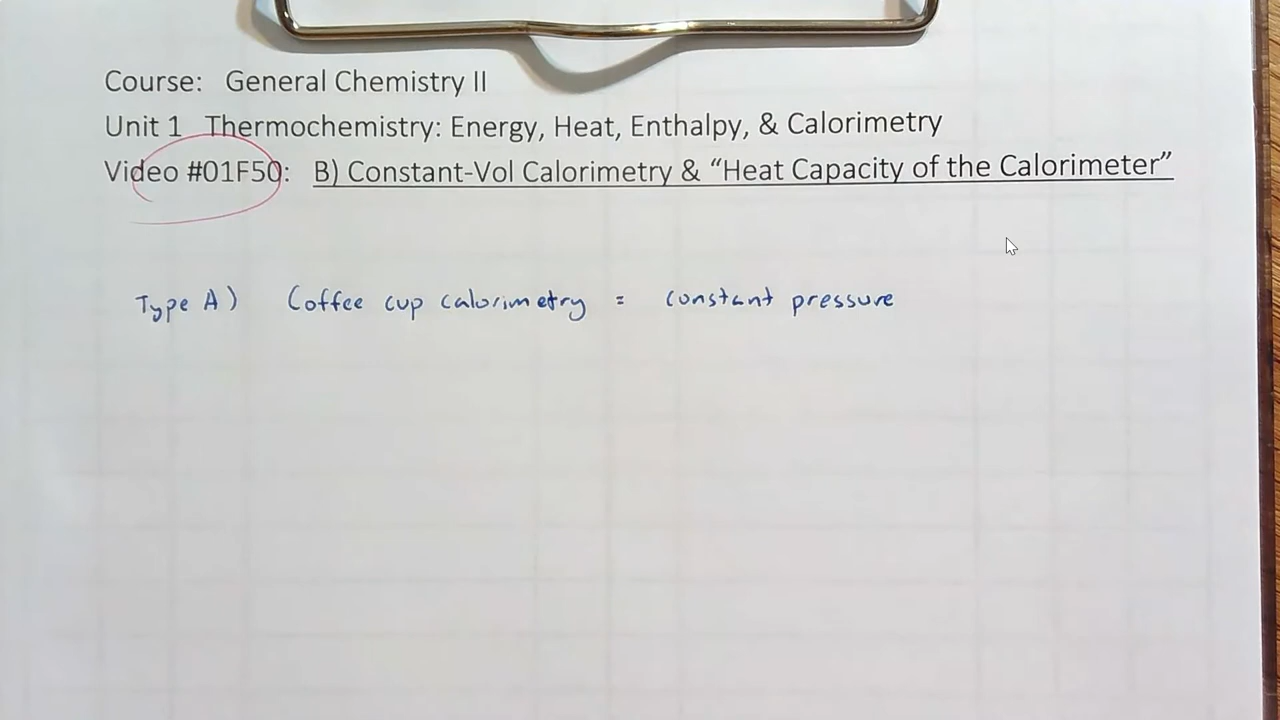 Course: General Chemistry II
Unit 1 Thermochemistry: Energy, Heat, Enthalpy, & Calorimetry
Video #01F50: B) Constant-Vol Calorimetry & “Heat Capacity of the Calorimeter”
Type A) Coffee cup calorimetry = constant pressure